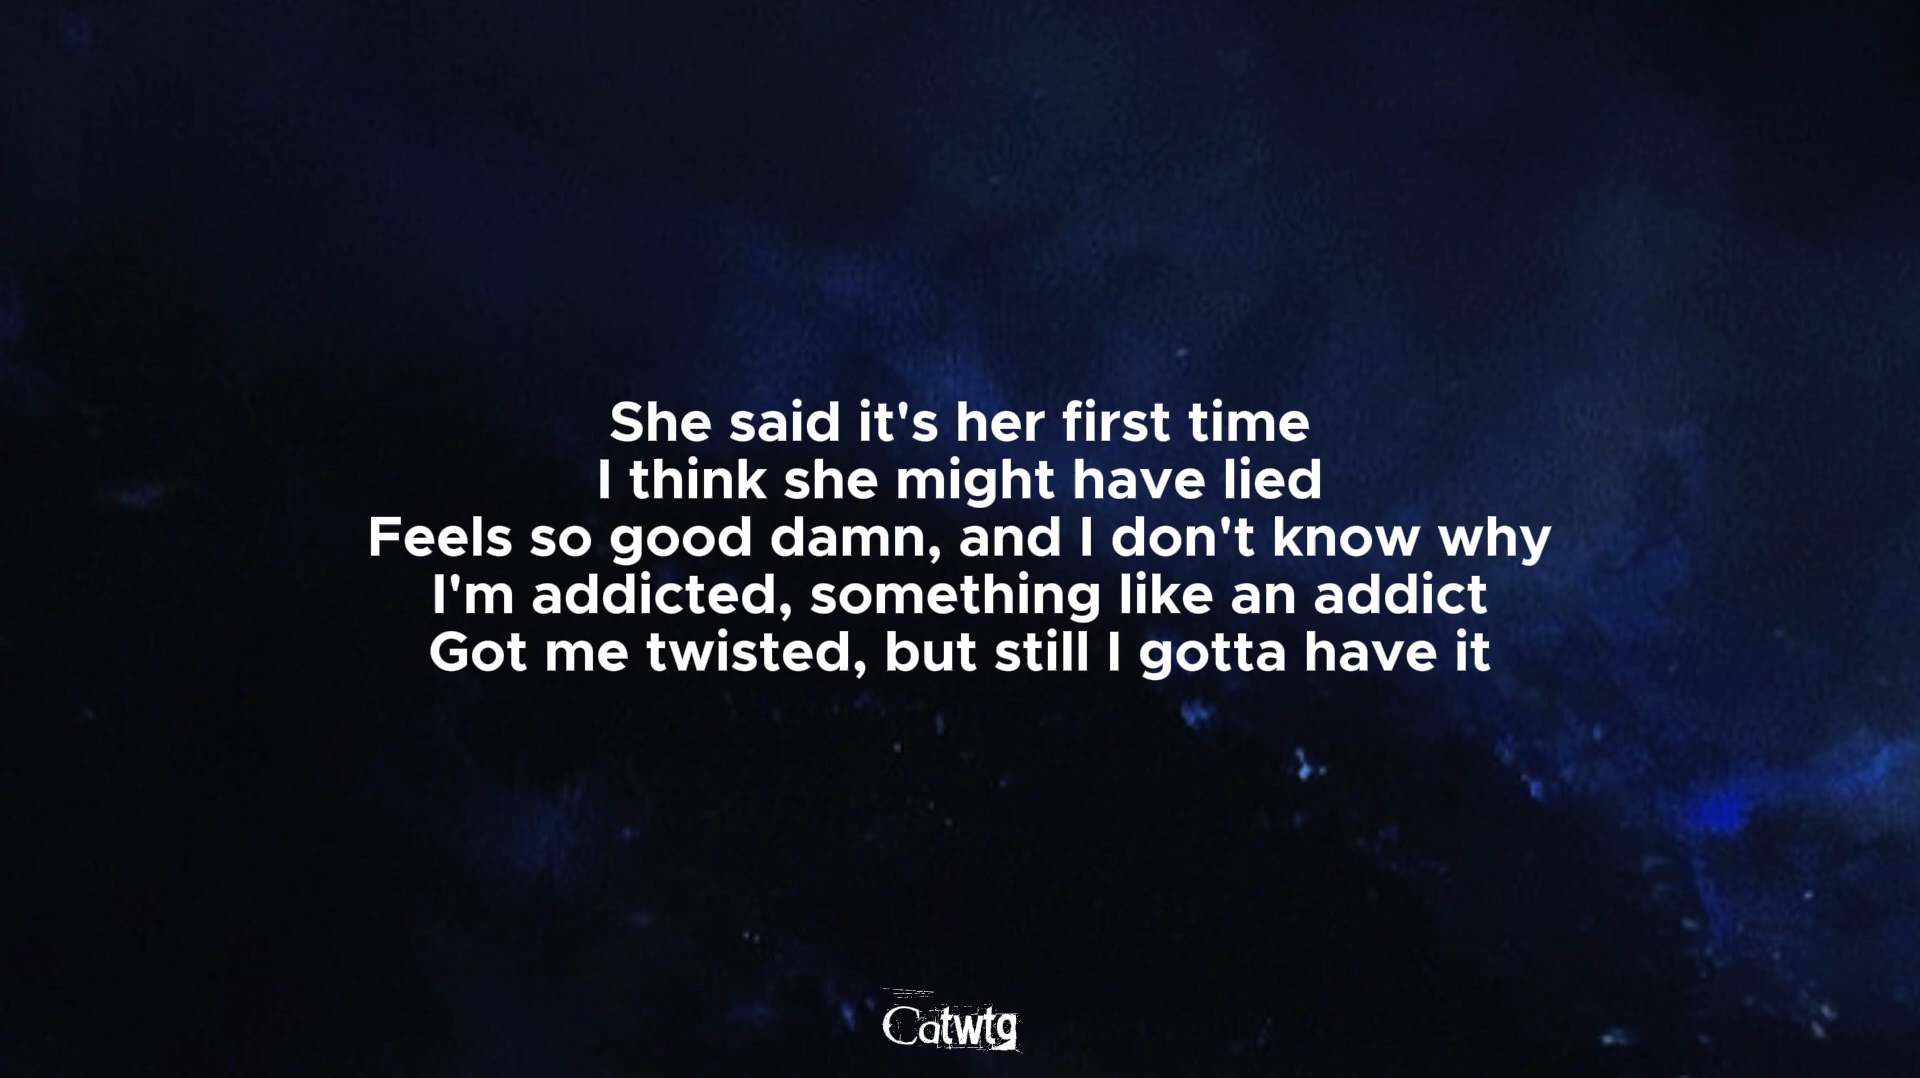 She said it's her first time
I think she might have lied
Feels so good damn, and I don't know why
I'm addicted, something like an addict
Got me twisted, but still I gotta have it
Catwtg